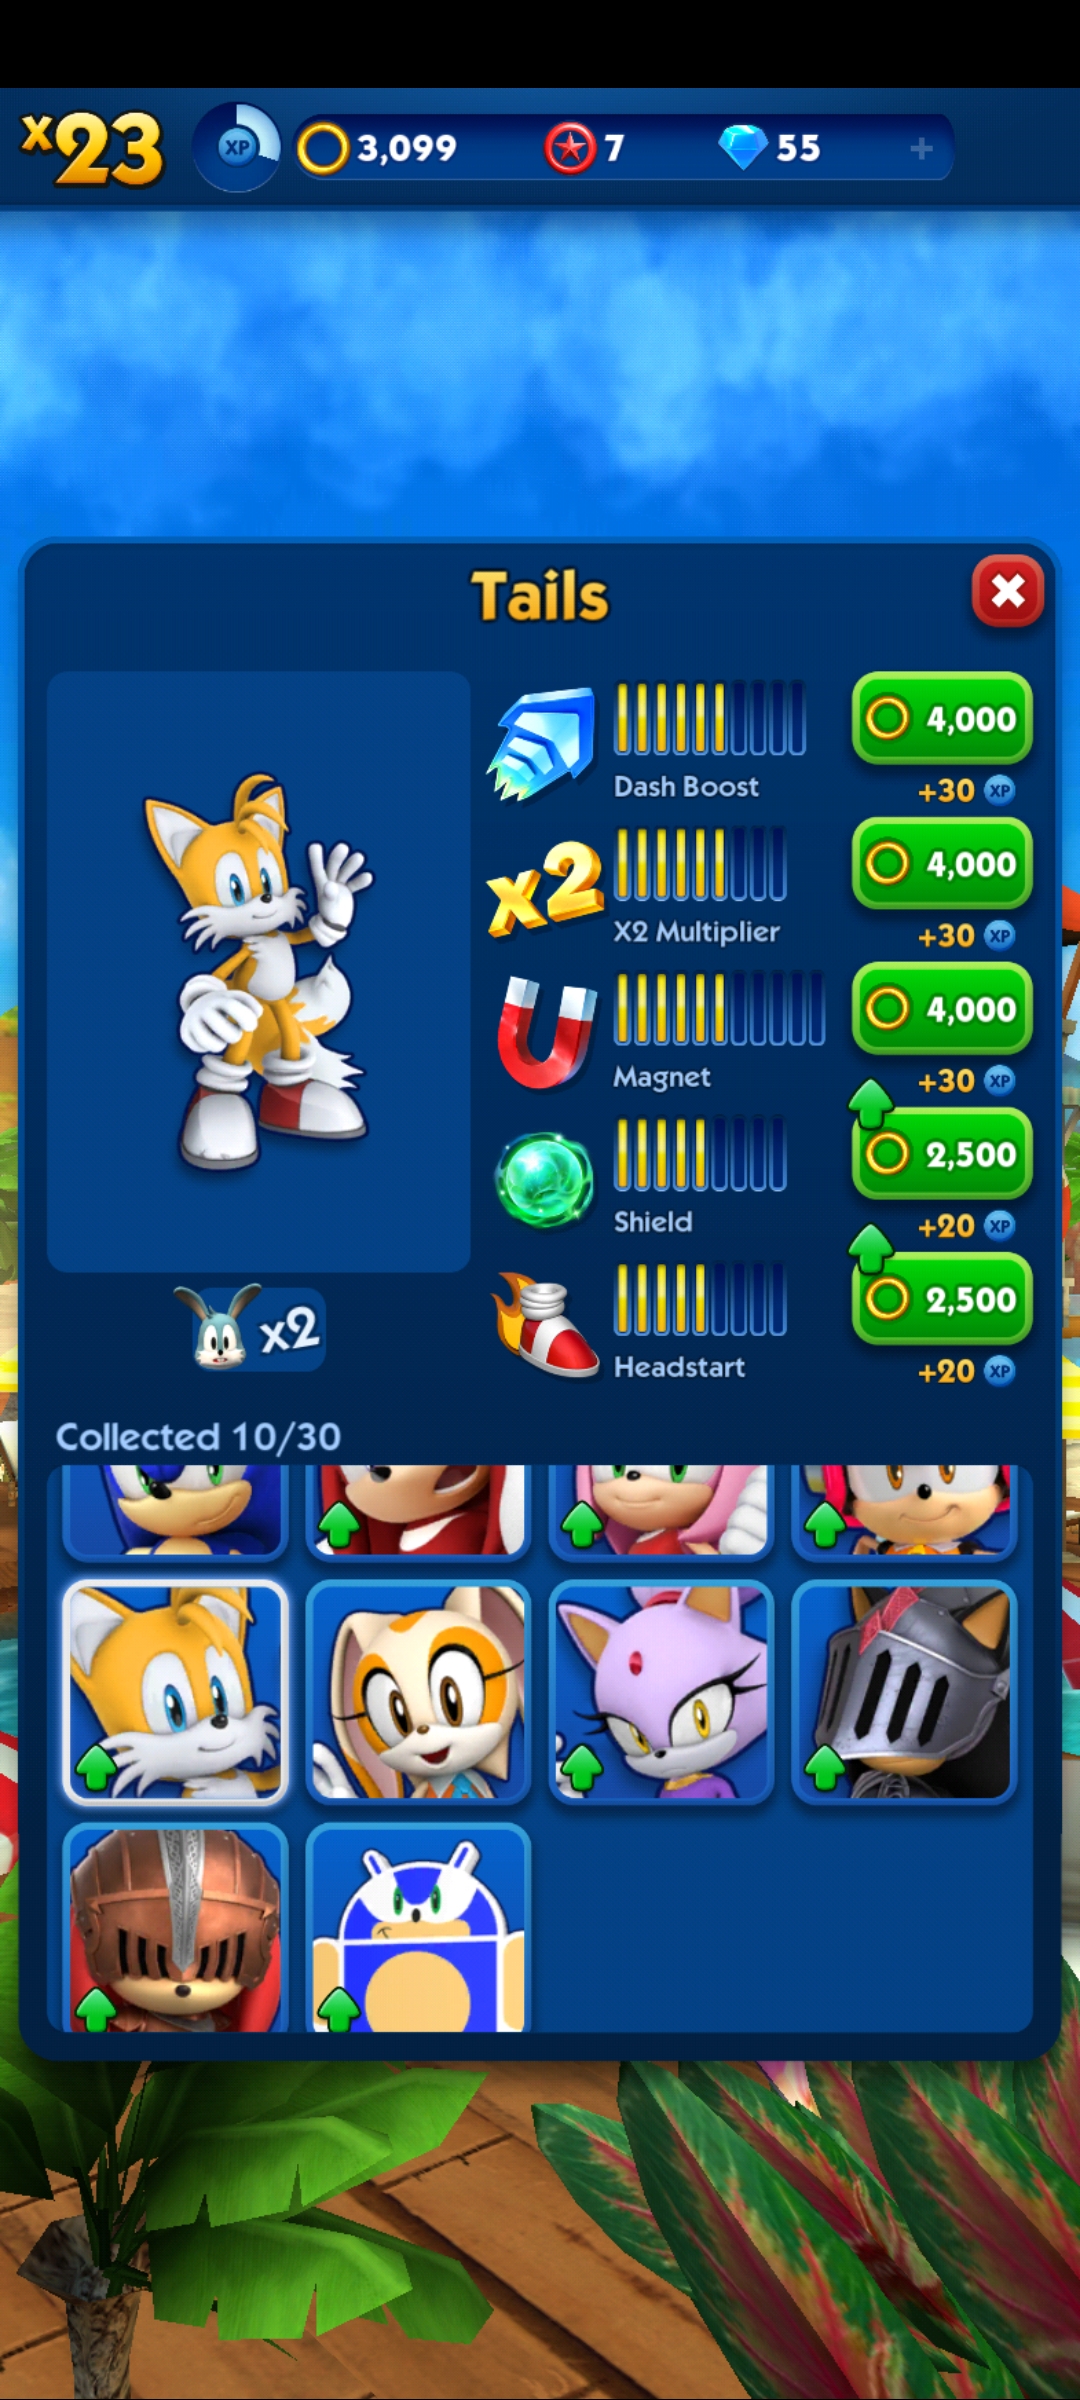 x23 XP 3,099 7 55 +
Tails
4,000
Dash Boost +30 XP
x2 4,000
X2 Multiplier +30 XP
4,000
Magnet +30 XP
2,500
Shield +20 XP
2,500
Headstart +20 XP
x2
Collected 10/30